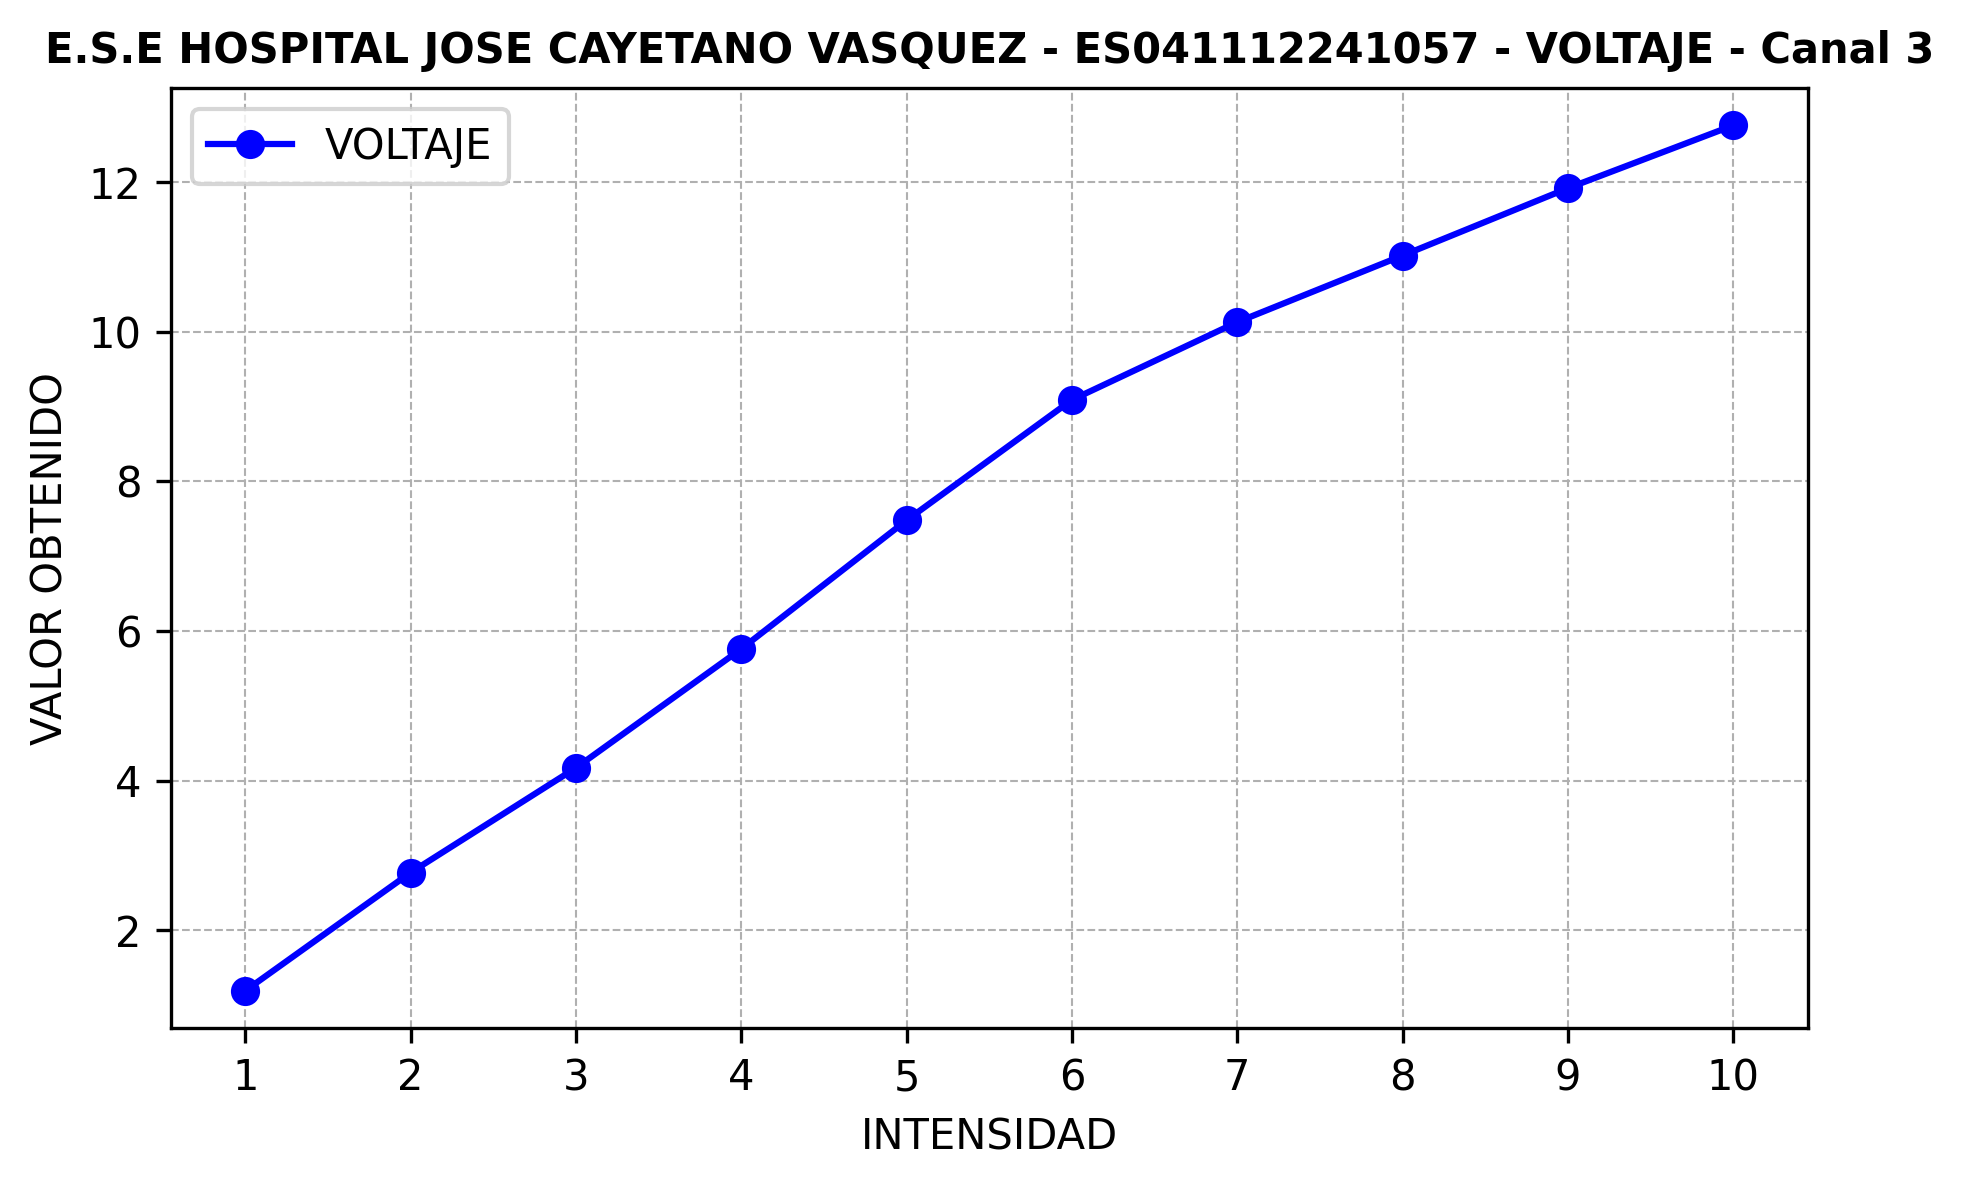 E.S.E HOSPITAL JOSE CAYETANO VASQUEZ - ES041112241057 - VOLTAJE - Canal 3
VOLTAJE
12
10
8
6
4
2
VALOR OBTENIDO
1 2 3 4 5 6 7 8 9 10
INTENSIDAD